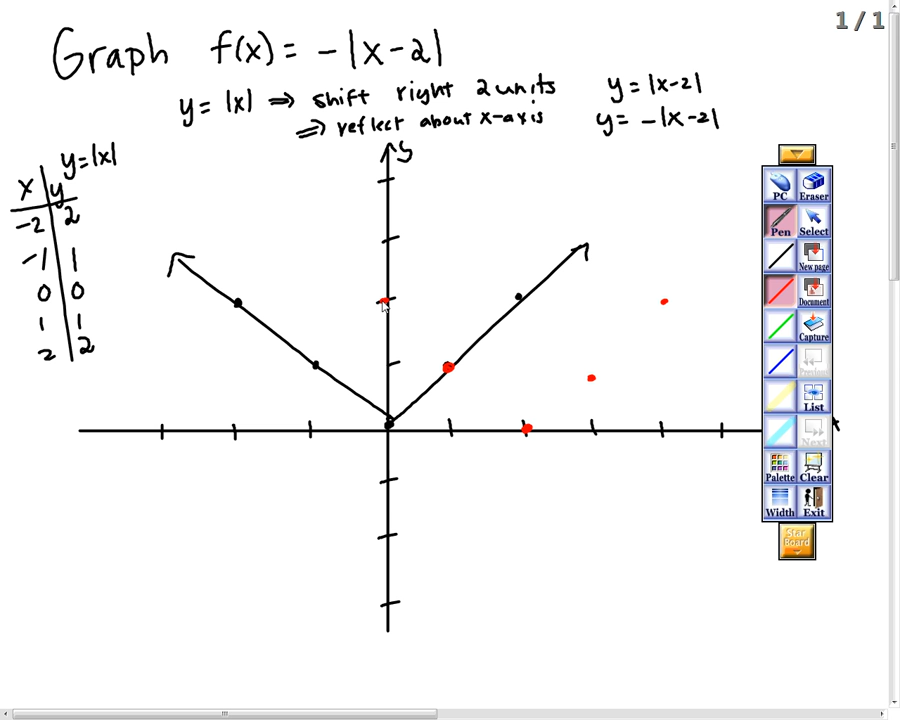 1 / 1
Graph f(x) = -|x-2|
y = |x| ⇒ shift right 2 units y = |x-2|
⇒ reflect about x-axis y = -|x-2|
y
y=|x|
x y
-2 2
-1 1
0 0
1 1
2 2
PC Eraser
Pen Select
New page
Document
Capture
Previous
List
Next
Palette Clear
Width Exit
Star Board